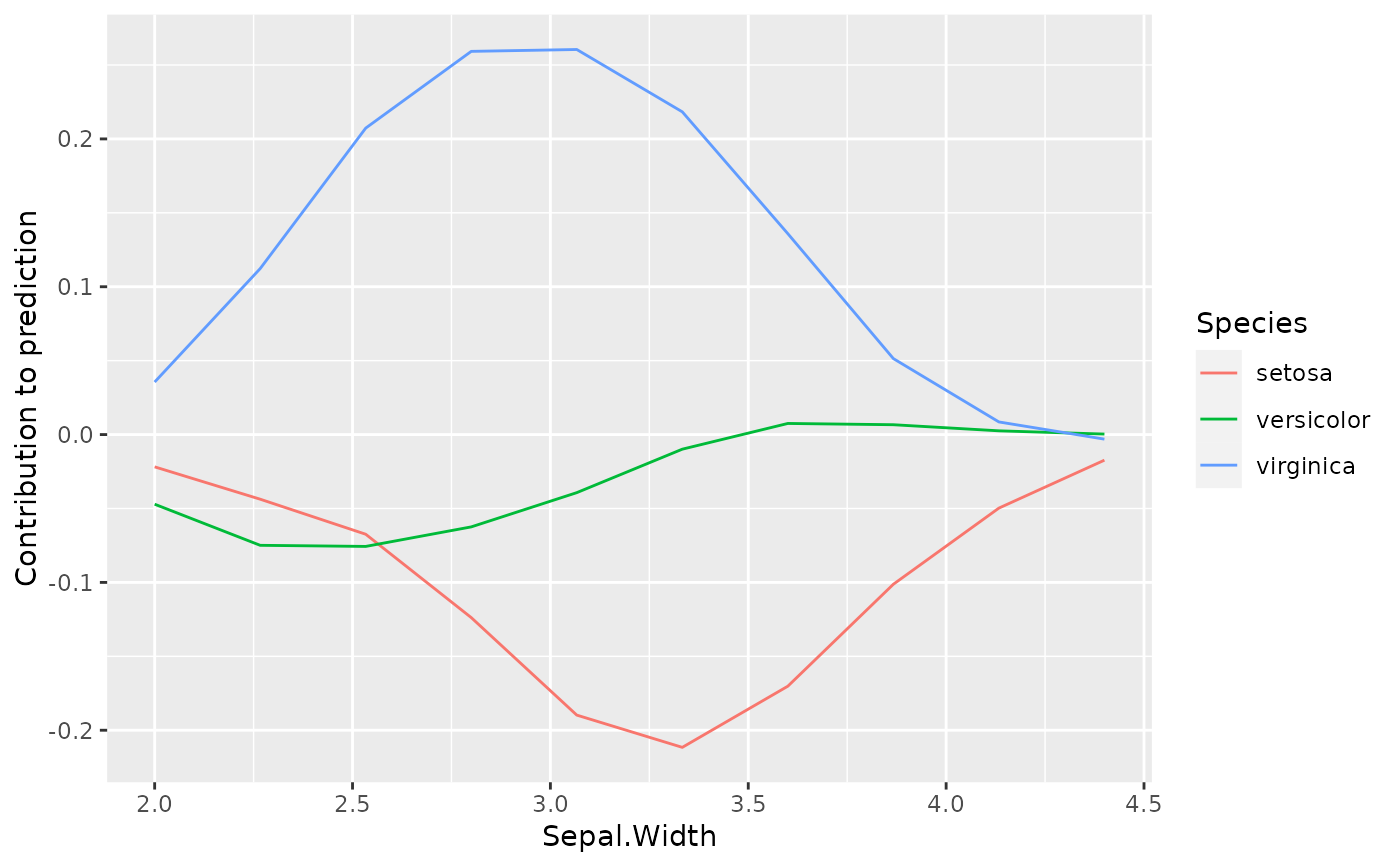 Contribution to prediction
0.2
0.1
0.0
-0.1
-0.2
2.0 2.5 3.0 3.5 4.0 4.5
Sepal.Width
Species
setosa
versicolor
virginica